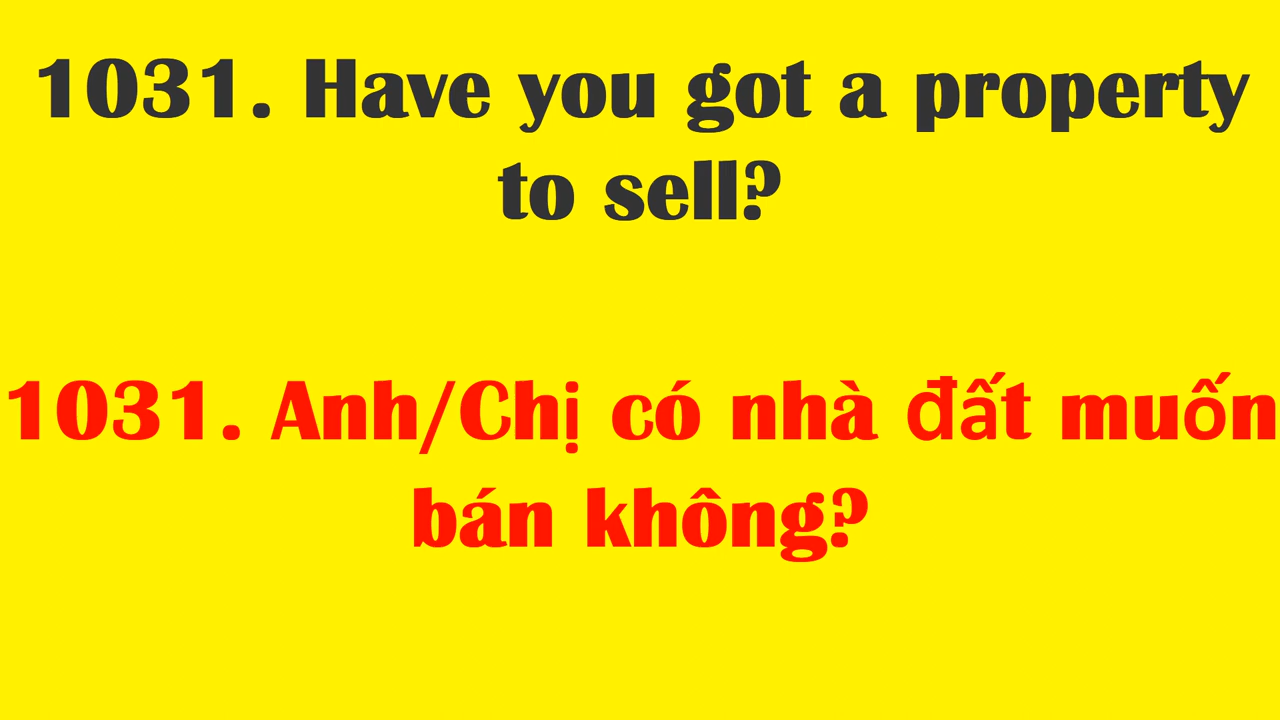 1031. Have you got a property
to sell?
1031. Anh/Chị có nhà đất muốn
bán không?